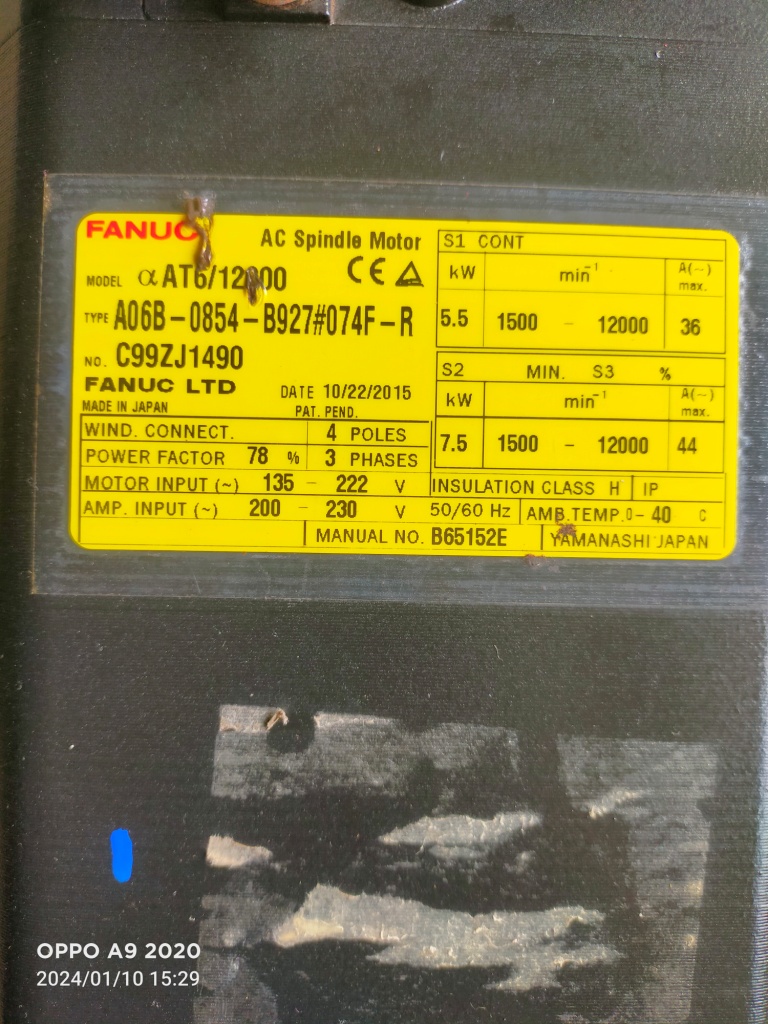 FANUC
AC Spindle Motor
MODEL αAT6/12000
TYPE A06B-0854-B927#074F-R
NO. C99ZJ1490
FANUC LTD
DATE 10/22/2015
MADE IN JAPAN
PAT. PEND.
WIND. CONNECT. 4 POLES
POWER FACTOR 78 % 3 PHASES
MOTOR INPUT (~) 135 - 222 V
AMP. INPUT (~) 200 - 230 V 50/60 Hz
MANUAL NO. B65152E
CE
S1 CONT
kW min⁻¹ A(~) max.
5.5 1500 - 12000 36
S2 MIN. S3 %
kW min⁻¹ A(~) max.
7.5 1500 - 12000 44
INSULATION CLASS H IP
AMB.TEMP. 0- 40 C
YAMANASHI JAPAN
OPPO A9 2020
2024/01/10 15:29